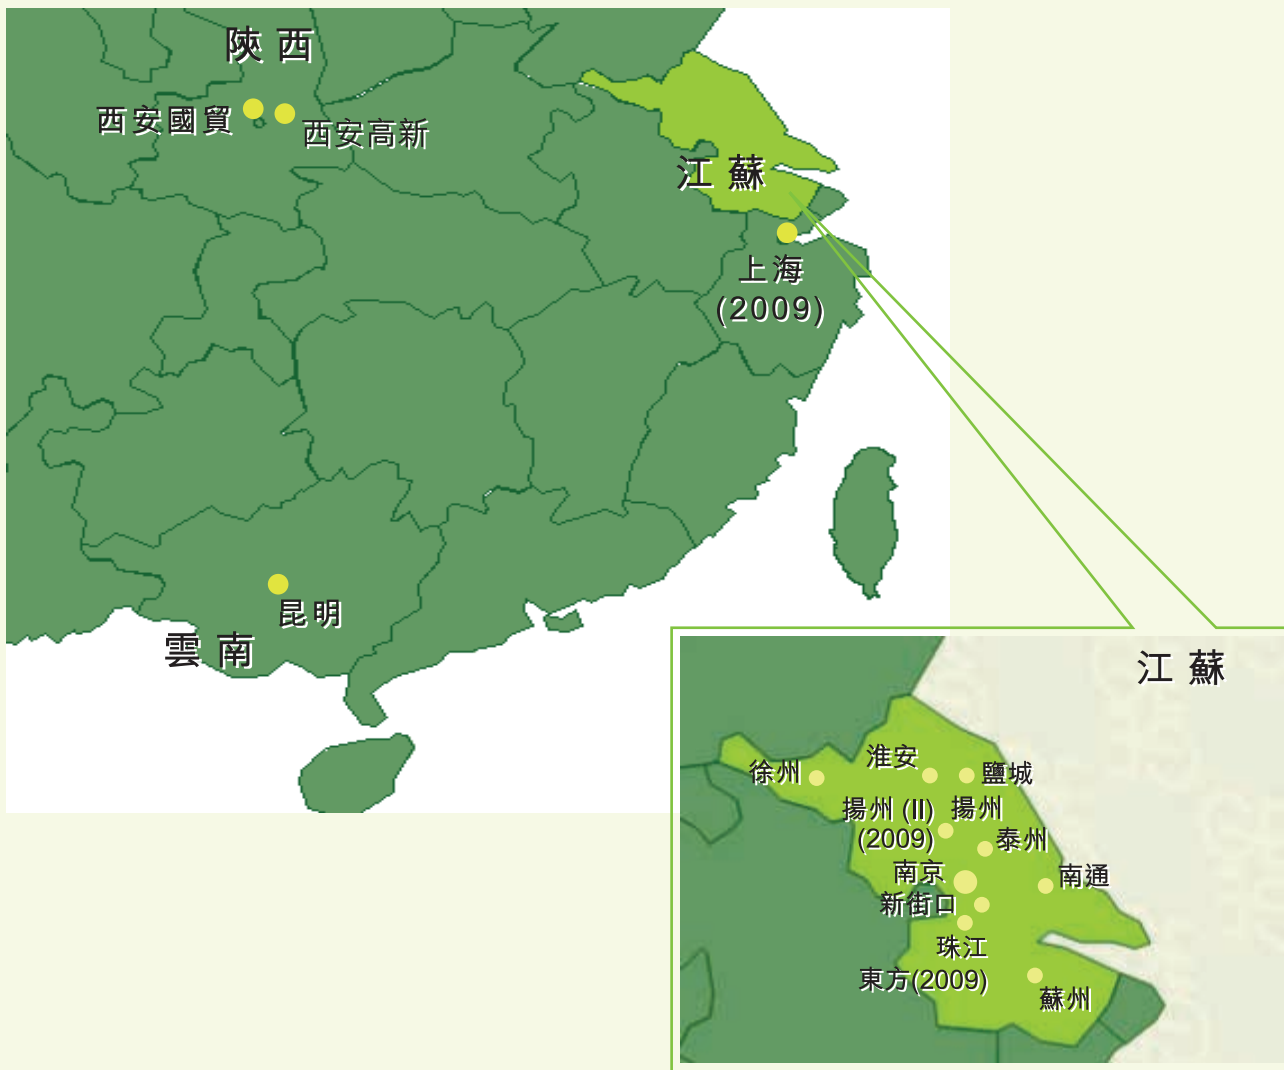 陝西
西安國貿
西安高新
江蘇
上海
(2009)
昆明
雲南
江蘇
徐州
淮安
鹽城
揚州 (II)
(2009)
揚州
泰州
南京
南通
新街口
珠江
東方(2009)
蘇州